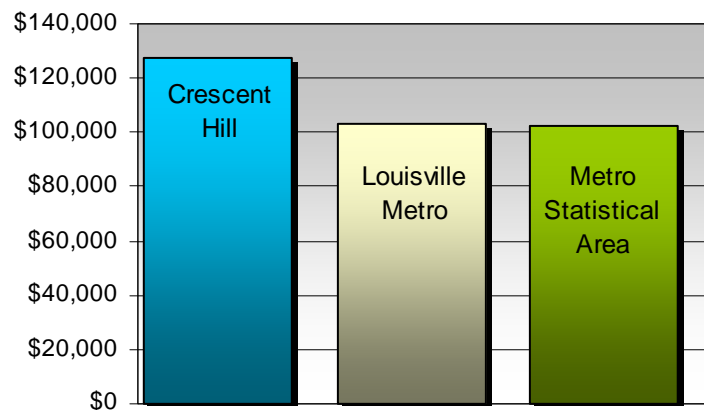 $140,000
$120,000
$100,000
$80,000
$60,000
$40,000
$20,000
$0
Crescent
Hill
Louisville
Metro
Metro
Statistical
Area